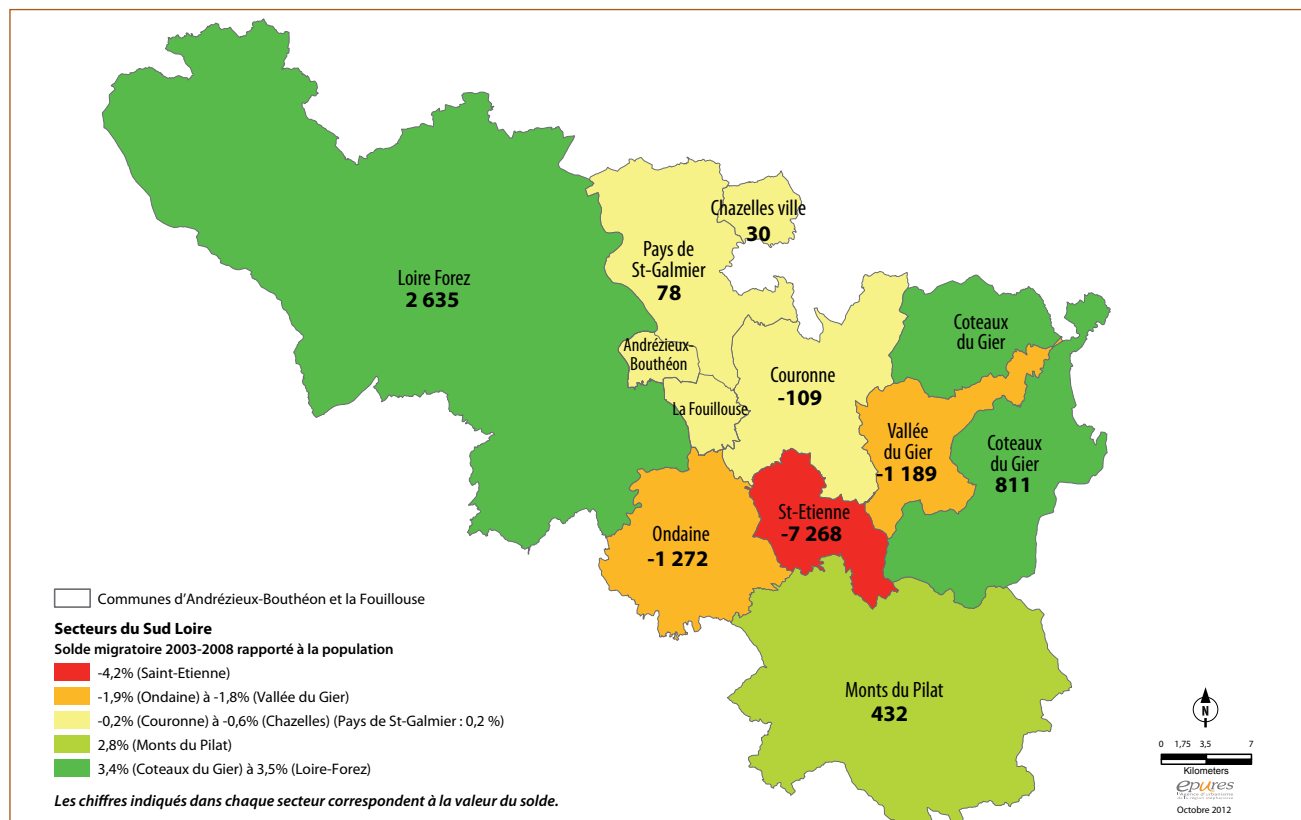 Chazelles ville
30
Pays de
St-Galmier
78
Loire Forez
2 635
Coteaux
du Gier
Andrézieux-
Bouthéon
Couronne
-109
La Fouillouse
Vallée
du Gier
-1 189
Coteaux
du Gier
811
St-Etienne
-7 268
Ondaine
-1 272
Monts du Pilat
432
Communes d'Andrézieux-Bouthéon et la Fouillouse
Secteurs du Sud Loire
Solde migratoire 2003-2008 rapporté à la population
-4,2% (Saint-Etienne)
-1,9% (Ondaine) à -1,8% (Vallée du Gier)
-0,2% (Couronne) à -0,6% (Chazelles) (Pays de St-Galmier : 0,2 %)
2,8% (Monts du Pilat)
3,4% (Coteaux du Gier) à 3,5% (Loire-Forez)
Les chiffres indiqués dans chaque secteur correspondent à la valeur du solde.
N
0 1,75 3,5 7
Kilometers
epures
Octobre 2012